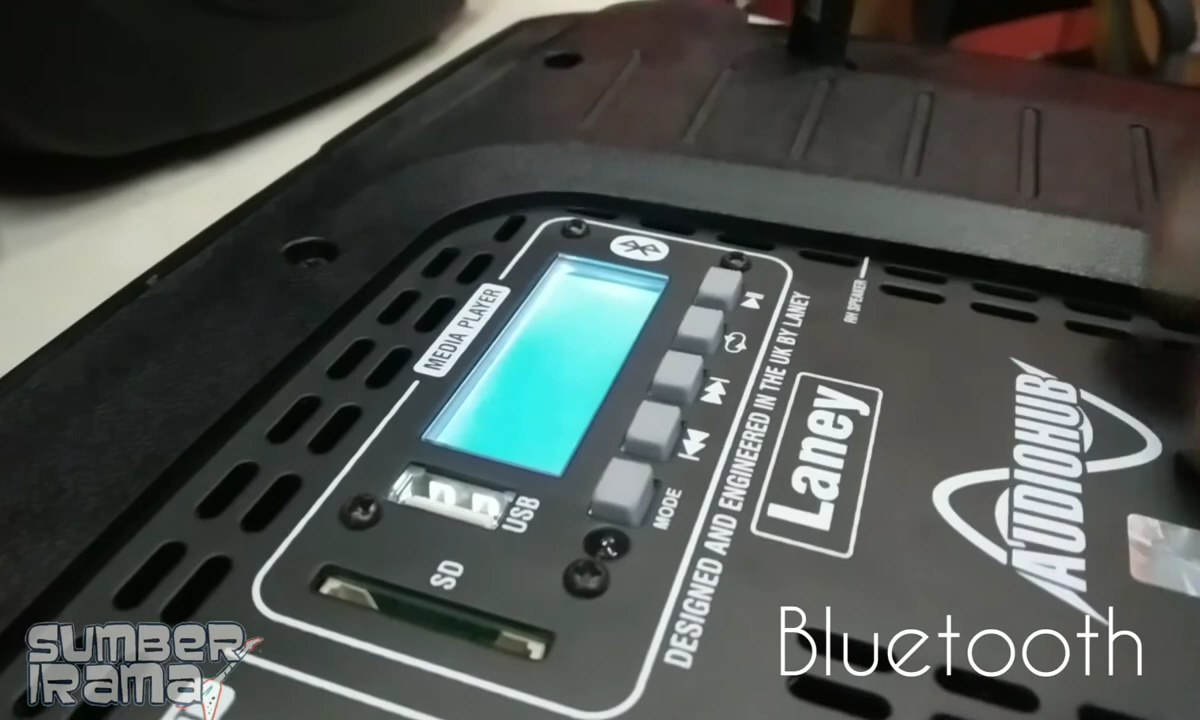 MEDIA PLAYER
USB
SD
MODE
RH SPEAKER
DESIGNED AND ENGINEERED IN THE UK BY LANEY
Laney
AUDIOHUB
SUMBER
IRAMA
Bluetooth